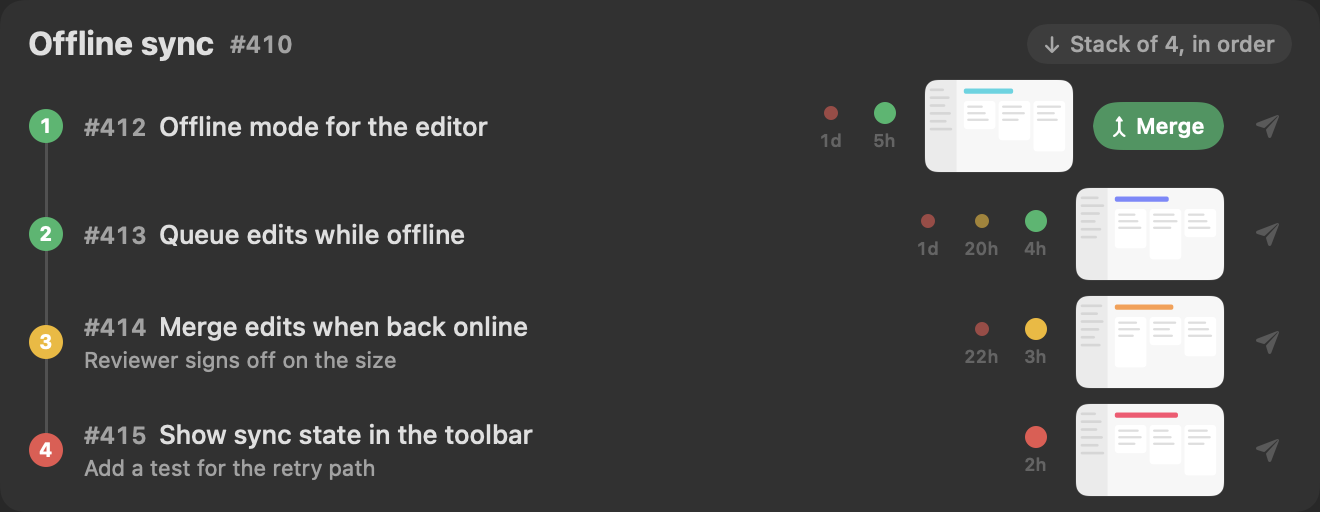 Offline sync #410
↓ Stack of 4, in order
1 #412 Offline mode for the editor
1d 5h
Merge
2 #413 Queue edits while offline
1d 20h 4h
3 #414 Merge edits when back online
Reviewer signs off on the size
22h 3h
4 #415 Show sync state in the toolbar
Add a test for the retry path
2h